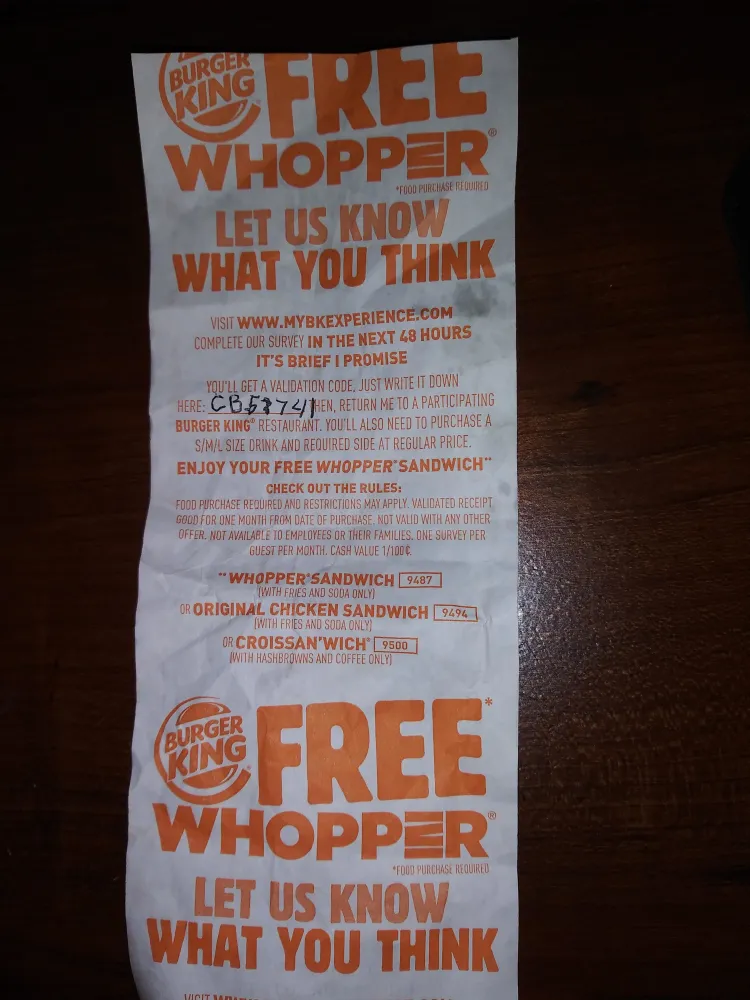 BURGER KING® FREE
WHOPPER®
*FOOD PURCHASE REQUIRED
LET US KNOW
WHAT YOU THINK
VISIT WWW.MYBKEXPERIENCE.COM
COMPLETE OUR SURVEY IN THE NEXT 48 HOURS
IT'S BRIEF I PROMISE
YOU'LL GET A VALIDATION CODE, JUST WRITE IT DOWN
HERE: CB58741 HEN, RETURN ME TO A PARTICIPATING
BURGER KING® RESTAURANT. YOU'LL ALSO NEED TO PURCHASE A
S/M/L SIZE DRINK AND REQUIRED SIDE AT REGULAR PRICE.
ENJOY YOUR FREE WHOPPER® SANDWICH**
CHECK OUT THE RULES:
FOOD PURCHASE REQUIRED AND RESTRICTIONS MAY APPLY. VALIDATED RECEIPT
GOOD FOR ONE MONTH FROM DATE OF PURCHASE. NOT VALID WITH ANY OTHER
OFFER. NOT AVAILABLE TO EMPLOYEES OR THEIR FAMILIES. ONE SURVEY PER
GUEST PER MONTH. CASH VALUE 1/100¢.
**WHOPPER® SANDWICH 9487
(WITH FRIES AND SODA ONLY)
OR ORIGINAL CHICKEN SANDWICH 9494
(WITH FRIES AND SODA ONLY)
OR CROISSAN'WICH® 9500
(WITH HASHBROWNS AND COFFEE ONLY)
BURGER KING® FREE*
WHOPPER®
*FOOD PURCHASE REQUIRED
LET US KNOW
WHAT YOU THINK
VISIT